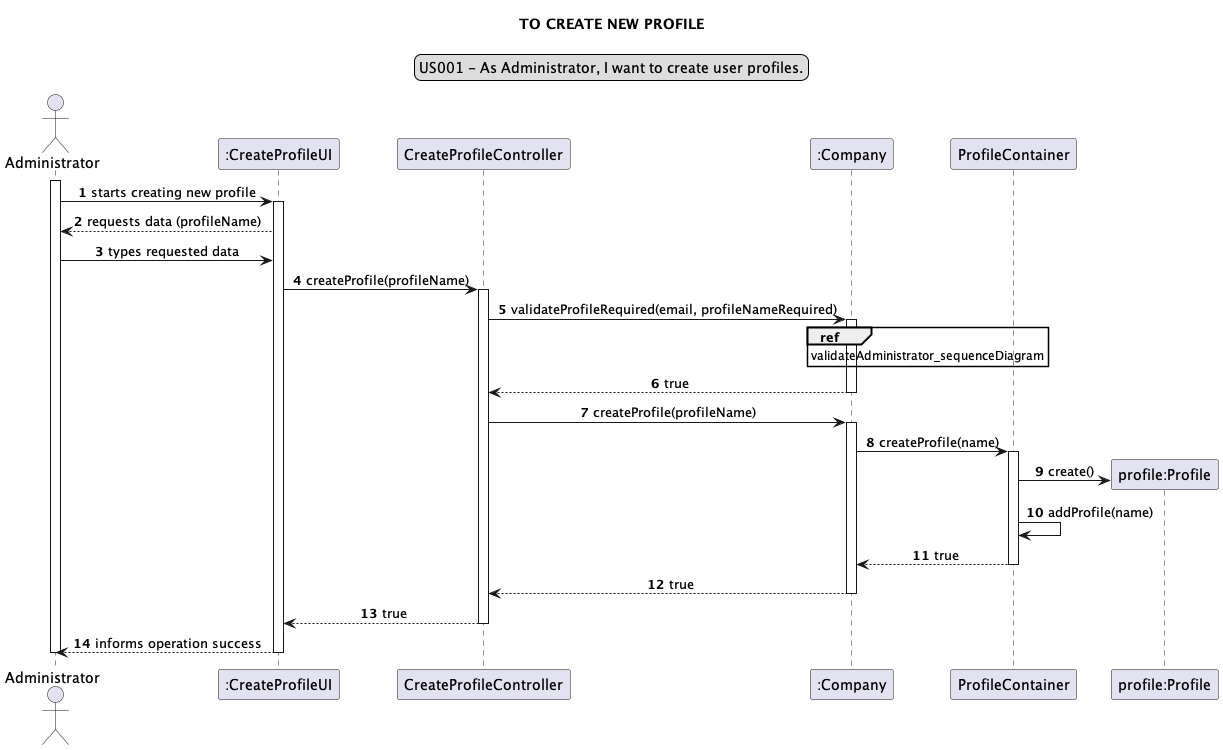 TO CREATE NEW PROFILE
US001 - As Administrator, I want to create user profiles.
Administrator
:CreateProfileUI
CreateProfileController
:Company
ProfileContainer
1 starts creating new profile
2 requests data (profileName)
3 types requested data
4 createProfile(profileName)
5 validateProfileRequired(email, profileNameRequired)
ref
validateAdministrator_sequenceDiagram
6 true
7 createProfile(profileName)
8 createProfile(name)
9 create()
profile:Profile
10 addProfile(name)
11 true
12 true
13 true
14 informs operation success
Administrator
:CreateProfileUI
CreateProfileController
:Company
ProfileContainer
profile:Profile